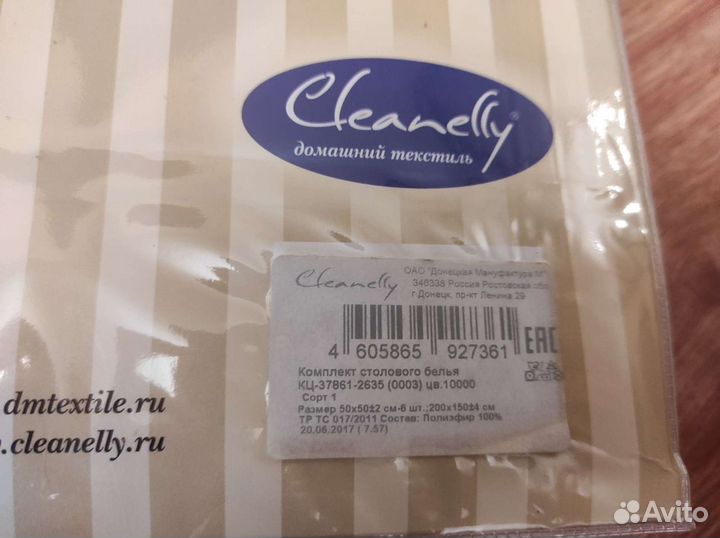 Cleanelly®
домашний текстиль
Cleanelly
ОАО "Донецкая Мануфактура М"
346338 Россия Ростовская обл
г.Донецк, пр-кт Ленина 29
4 605865 927361
EAC
Комплект столового белья
КЦ-37861-2635 (0003) цв.10000
Сорт 1
Размер 50х50±2 см-6 шт.;200х150±4 см
ТР ТС 017/2011 Состав: Полиэфир 100%
20.06.2017 ( 7.57)
dmtextile.ru
.cleanelly.ru
Avito